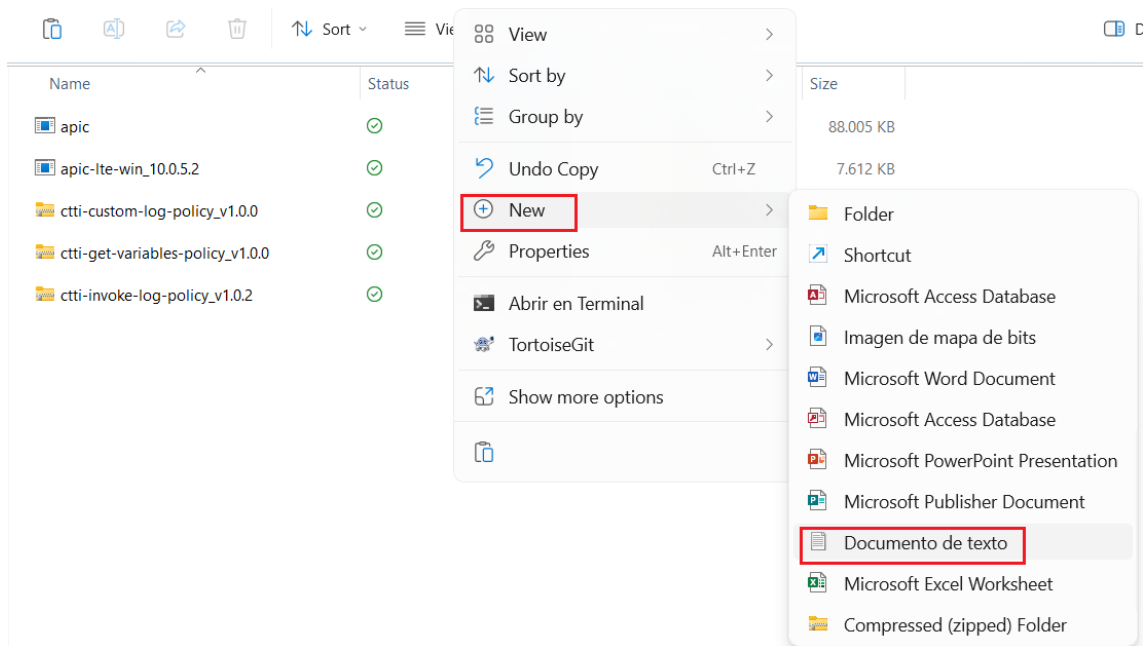 Sort
Vie
D
Name
Status
Size
apic
88.005 KB
apic-lte-win_10.0.5.2
7.612 KB
ctti-custom-log-policy_v1.0.0
ctti-get-variables-policy_v1.0.0
ctti-invoke-log-policy_v1.0.2
View
Sort by
Group by
Undo Copy Ctrl+Z
New
Properties Alt+Enter
Abrir en Terminal
TortoiseGit
Show more options
Folder
Shortcut
Microsoft Access Database
Imagen de mapa de bits
Microsoft Word Document
Microsoft Access Database
Microsoft PowerPoint Presentation
Microsoft Publisher Document
Documento de texto
Microsoft Excel Worksheet
Compressed (zipped) Folder